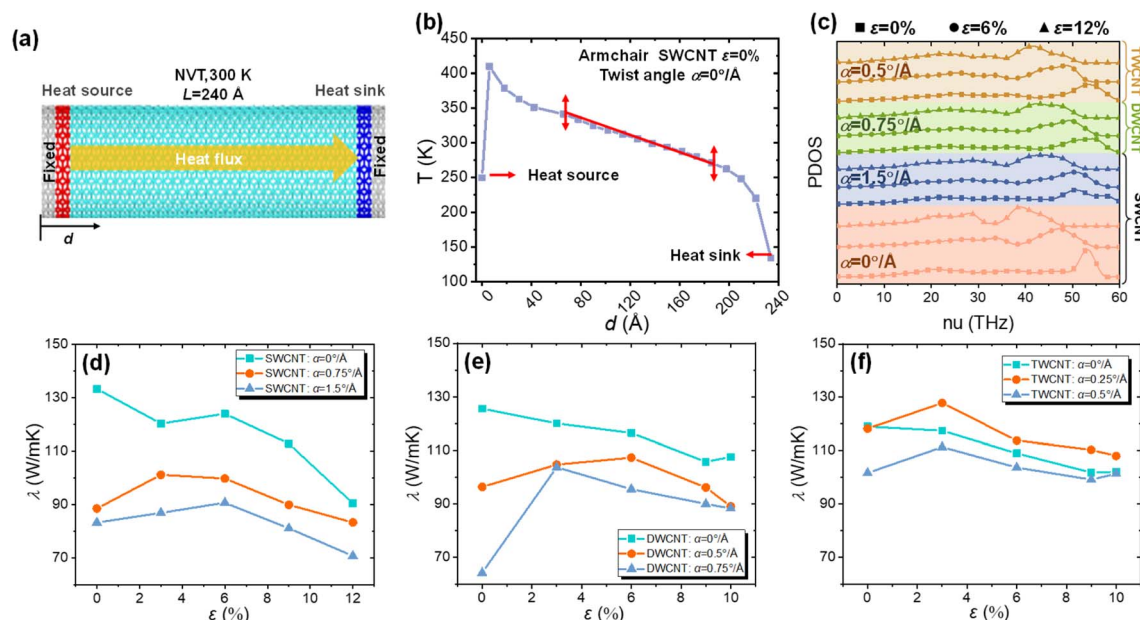 (a)
NVT,300 K
Heat source
L=240 Å
Heat sink
Fixed
Heat flux
Fixed
d
(b)
450
400
350
300
250
200
150
100
T (K)
Armchair SWCNT ε=0%
Twist angle α=0°/Å
Heat source
Heat sink
0 40 80 120 160 200 240
d (Å)
(c)
ε=0% ε=6% ε=12%
PDOS
α=0.5°/Å
α=0.75°/Å
α=1.5°/Å
α=0°/Å
TWCNT
DWCNT
SWCNT
0 10 20 30 40 50 60
nu (THz)
(d)
SWCNT: α=0°/Å
SWCNT: α=0.75°/Å
SWCNT: α=1.5°/Å
150
130
110
90
70
λ (W/mK)
0 2 4 6 8 10 12
ε (%)
(e)
150
130
110
90
70
λ (W/mK)
DWCNT: α=0°/Å
DWCNT: α=0.5°/Å
DWCNT: α=0.75°/Å
0 2 4 6 8 10
ε (%)
(f)
TWCNT: α=0°/Å
TWCNT: α=0.25°/Å
TWCNT: α=0.5°/Å
150
130
110
90
70
λ (W/mK)
0 2 4 6 8 10
ε (%)